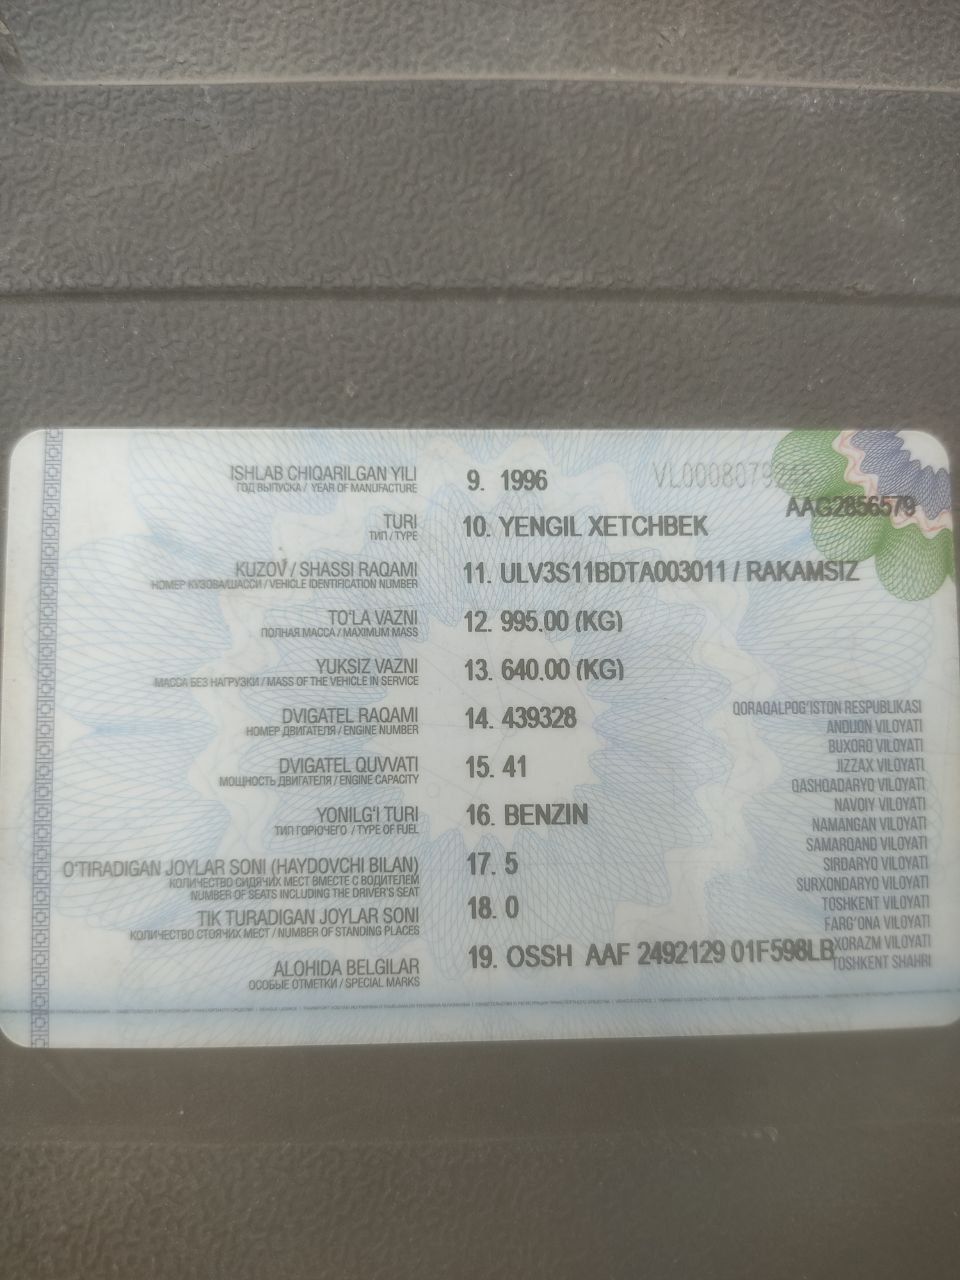 VL0008079245
AAG2656579
ISHLAB CHIQARILGAN YILI
ГОД ВЫПУСКА / YEAR OF MANUFACTURE
9. 1996
TURI
ТИП / TYPE
10. YENGIL XETCHBEK
KUZOV / SHASSI RAQAMI
НОМЕР КУЗОВА/ШАССИ / VEHICLE IDENTIFICATION NUMBER
11. ULV3S11BDTA003011 / RAKAMSIZ
TO'LA VAZNI
ПОЛНАЯ МАССА / MAXIMUM MASS
12. 995.00 (KG)
YUKSIZ VAZNI
МАССА БЕЗ НАГРУЗКИ / MASS OF THE VEHICLE IN SERVICE
13. 640.00 (KG)
DVIGATEL RAQAMI
НОМЕР ДВИГАТЕЛЯ / ENGINE NUMBER
14. 439328
DVIGATEL QUVVATI
МОЩНОСТЬ ДВИГАТЕЛЯ / ENGINE CAPACITY
15. 41
YONILG'I TURI
ТИП ГОРЮЧЕГО / TYPE OF FUEL
16. BENZIN
O'TIRADIGAN JOYLAR SONI (HAYDOVCHI BILAN)
КОЛИЧЕСТВО СИДЯЧИХ МЕСТ ВМЕСТЕ С ВОДИТЕЛЕМ
NUMBER OF SEATS INCLUDING THE DRIVER'S SEAT
17. 5
TIK TURADIGAN JOYLAR SONI
КОЛИЧЕСТВО СТОЯЧИХ МЕСТ / NUMBER OF STANDING PLACES
18. 0
ALOHIDA BELGILAR
ОСОБЫЕ ОТМЕТКИ / SPECIAL MARKS
19. OSSH AAF 2492129 01F598LB
QORAQALPOG'ISTON RESPUBLIKASI
ANDIJON VILOYATI
BUXORO VILOYATI
JIZZAX VILOYATI
QASHQADARYO VILOYATI
NAVOIY VILOYATI
NAMANGAN VILOYATI
SAMARQAND VILOYATI
SIRDARYO VILOYATI
SURXONDARYO VILOYATI
TOSHKENT VILOYATI
FARG'ONA VILOYATI
XORAZM VILOYATI
TOSHKENT SHAHRI